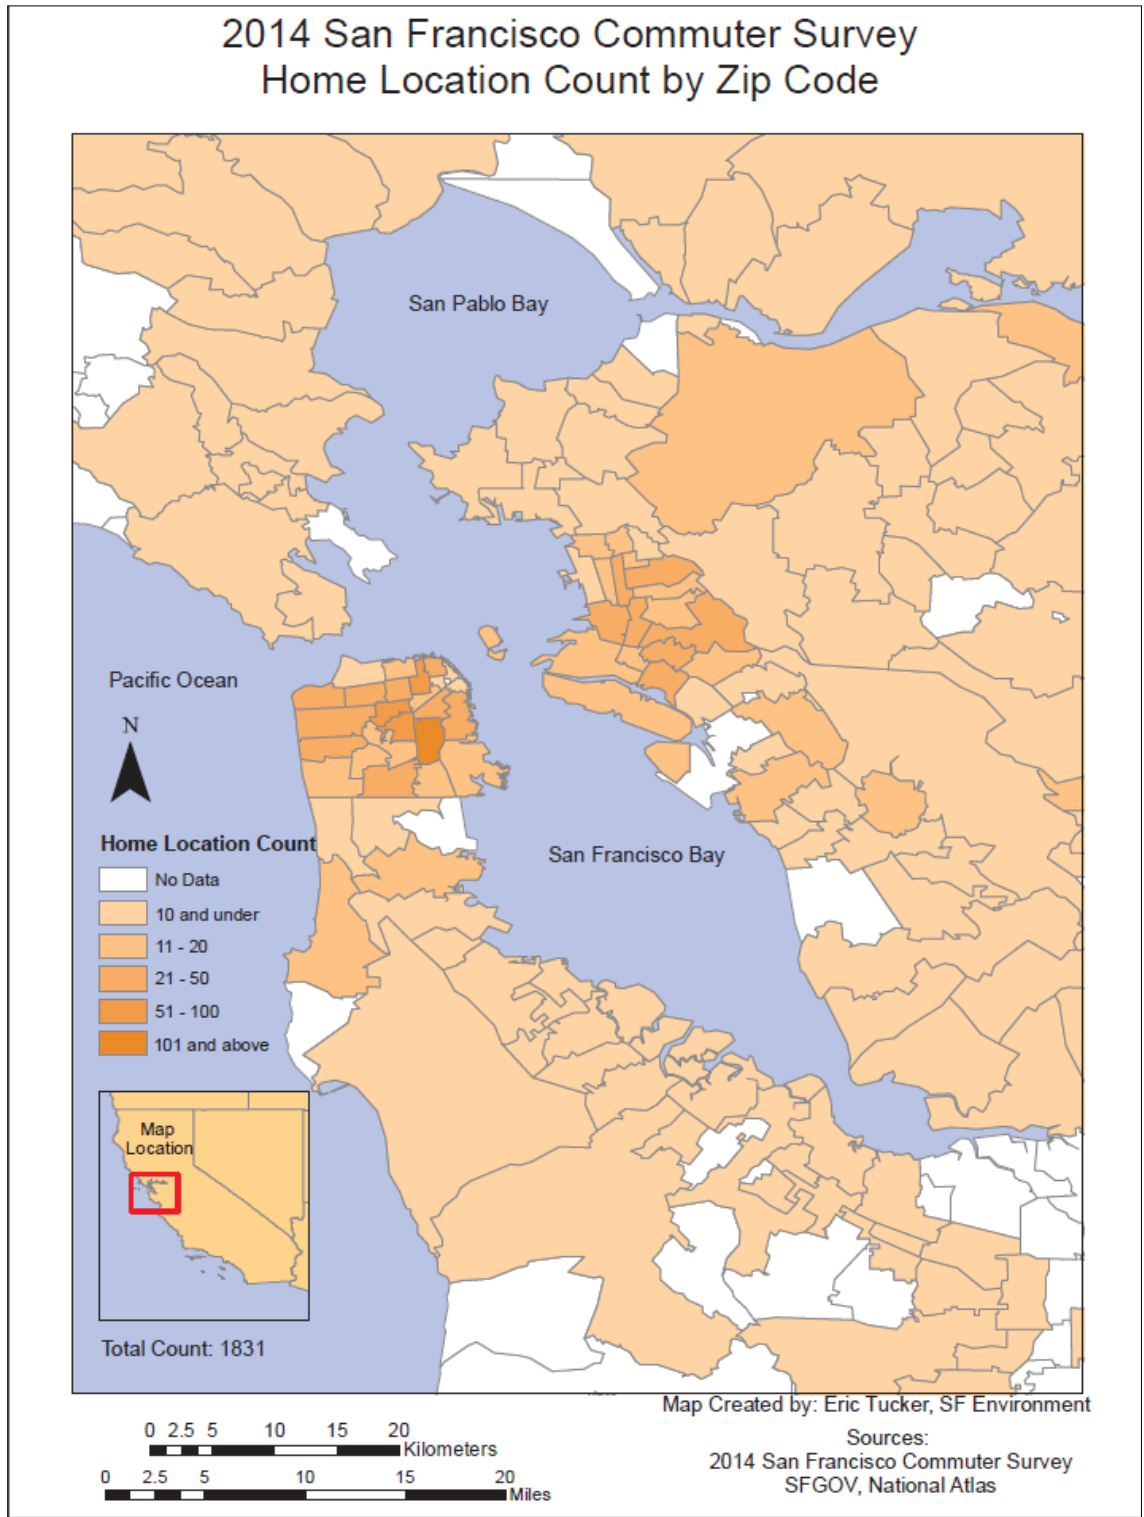 2014 San Francisco Commuter Survey
Home Location Count by Zip Code
San Pablo Bay
Pacific Ocean
N
San Francisco Bay
Home Location Count
No Data
10 and under
11 - 20
21 - 50
51 - 100
101 and above
Map
Location
Total Count: 1831
Map Created by: Eric Tucker, SF Environment
Sources:
2014 San Francisco Commuter Survey
SFGOV, National Atlas
0 2.5 5 10 15 20
Kilometers
0 2.5 5 10 15 20
Miles